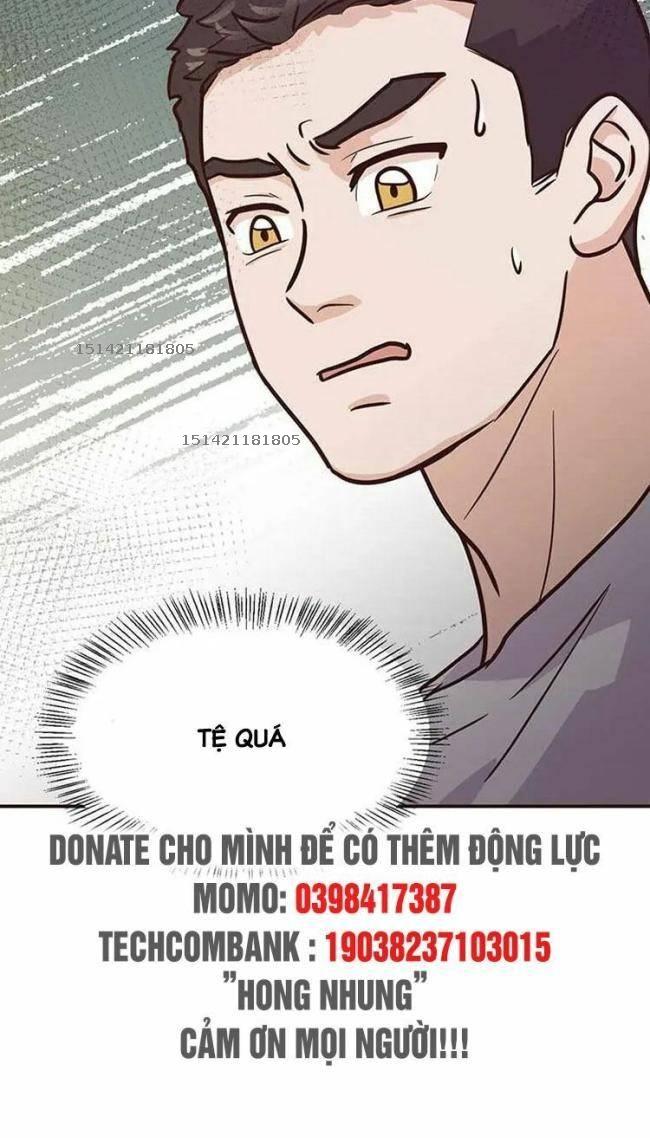 151421181805
151421181805
TỆ QUÁ
DONATE CHO MÌNH ĐỂ CÓ THÊM ĐỘNG LỰC
MOMO: 0398417387
TECHCOMBANK : 19038237103015
"HONG NHUNG"
CẢM ƠN MỌI NGƯỜI!!!